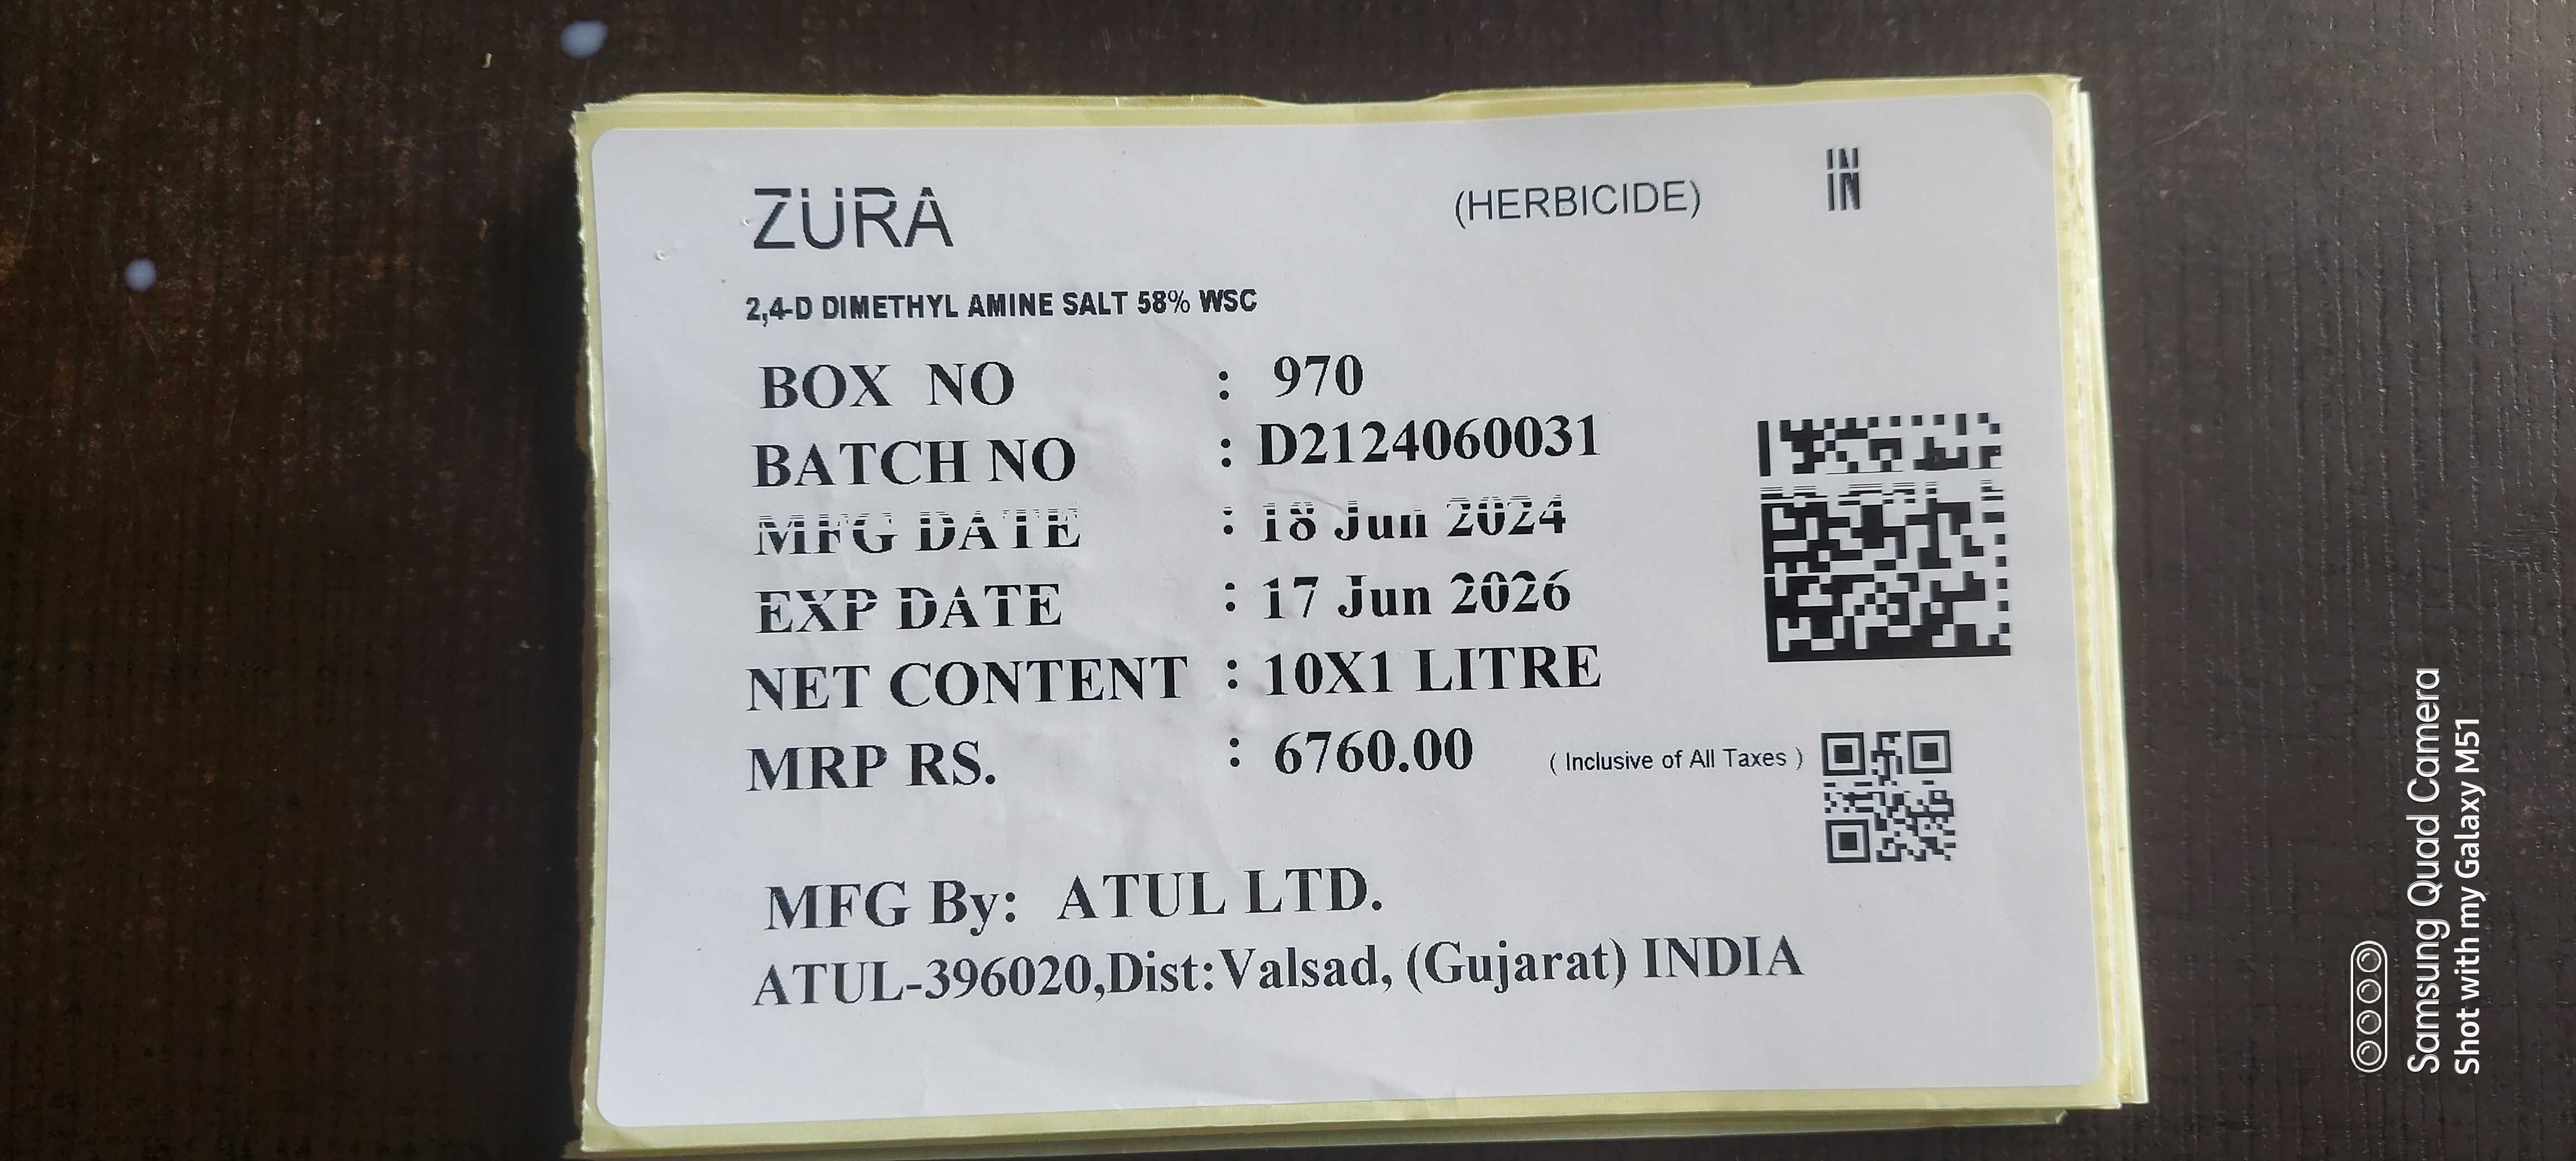 ZURA (HERBICIDE) IN
2,4-D DIMETHYL AMINE SALT 58% WSC
BOX NO : 970
BATCH NO : D2124060031
MFG DATE : 18 Jun 2024
EXP DATE : 17 Jun 2026
NET CONTENT : 10X1 LITRE
MRP RS. : 6760.00 ( Inclusive of All Taxes )
MFG By: ATUL LTD.
ATUL-396020,Dist:Valsad, (Gujarat) INDIA
Samsung Quad Camera
Shot with my Galaxy M51